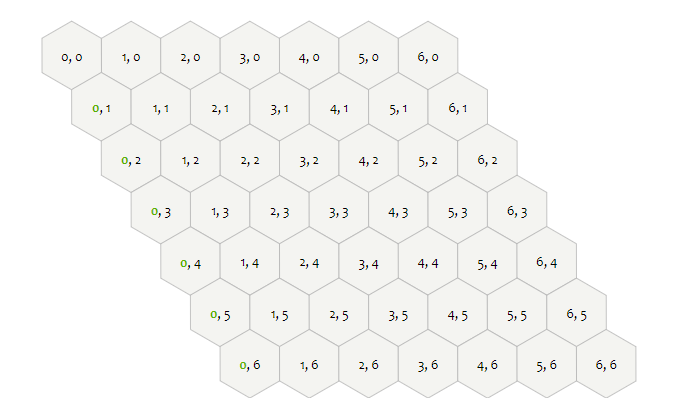 0, 0 1, 0 2, 0 3, 0 4, 0 5, 0 6, 0
0, 1 1, 1 2, 1 3, 1 4, 1 5, 1 6, 1
0, 2 1, 2 2, 2 3, 2 4, 2 5, 2 6, 2
0, 3 1, 3 2, 3 3, 3 4, 3 5, 3 6, 3
0, 4 1, 4 2, 4 3, 4 4, 4 5, 4 6, 4
0, 5 1, 5 2, 5 3, 5 4, 5 5, 5 6, 5
0, 6 1, 6 2, 6 3, 6 4, 6 5, 6 6, 6